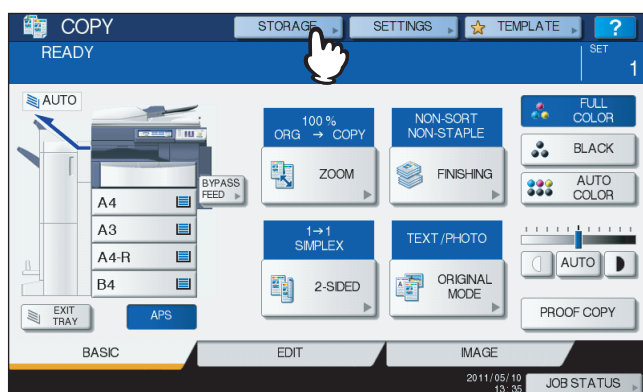 COPY
STORAGE
SETTINGS
TEMPLATE
?
READY
SET
1
AUTO
A4
A3
A4-R
B4
BYPASS
FEED
EXIT
TRAY
APS
100 %
ORG → COPY
ZOOM
NON-SORT
NON-STAPLE
FINISHING
1→1
SIMPLEX
2-SIDED
TEXT/PHOTO
ORIGINAL
MODE
FULL
COLOR
BLACK
AUTO
COLOR
AUTO
PROOF COPY
BASIC
EDIT
IMAGE
2011/05/10
13:35
JOB STATUS